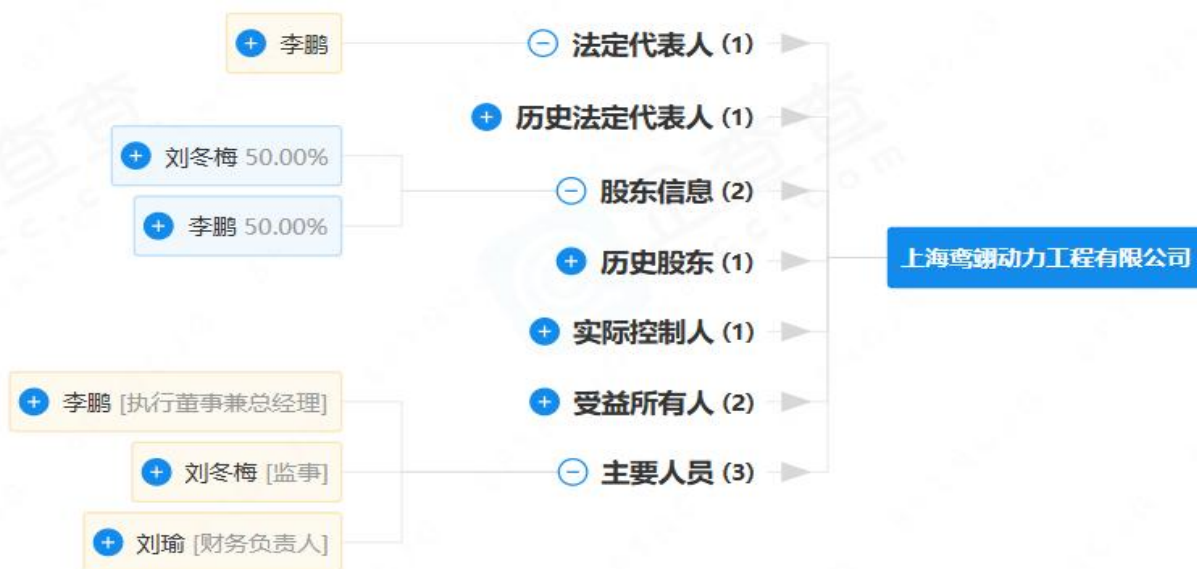 李鹏
法定代表人 (1)
历史法定代表人 (1)
刘冬梅 50.00%
股东信息 (2)
李鹏 50.00%
历史股东 (1)
上海鸾翊动力工程有限公司
实际控制人 (1)
李鹏 [执行董事兼总经理]
受益所有人 (2)
刘冬梅 [监事]
主要人员 (3)
刘瑜 [财务负责人]